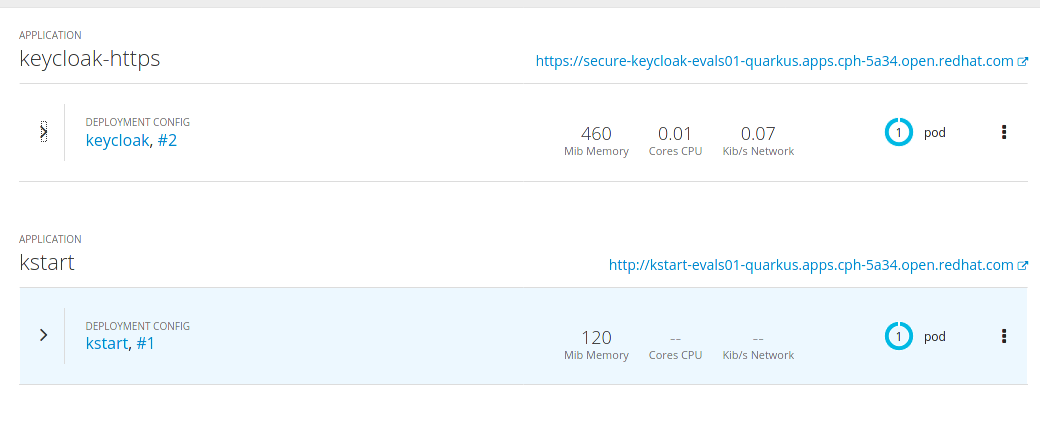 APPLICATION
keycloak-https
https://secure-keycloak-evals01-quarkus.apps.cph-5a34.open.redhat.com
DEPLOYMENT CONFIG
keycloak, #2
460 Mib Memory
0.01 Cores CPU
0.07 Kib/s Network
1 pod
APPLICATION
kstart
http://kstart-evals01-quarkus.apps.cph-5a34.open.redhat.com
DEPLOYMENT CONFIG
kstart, #1
120 Mib Memory
-- Cores CPU
-- Kib/s Network
1 pod